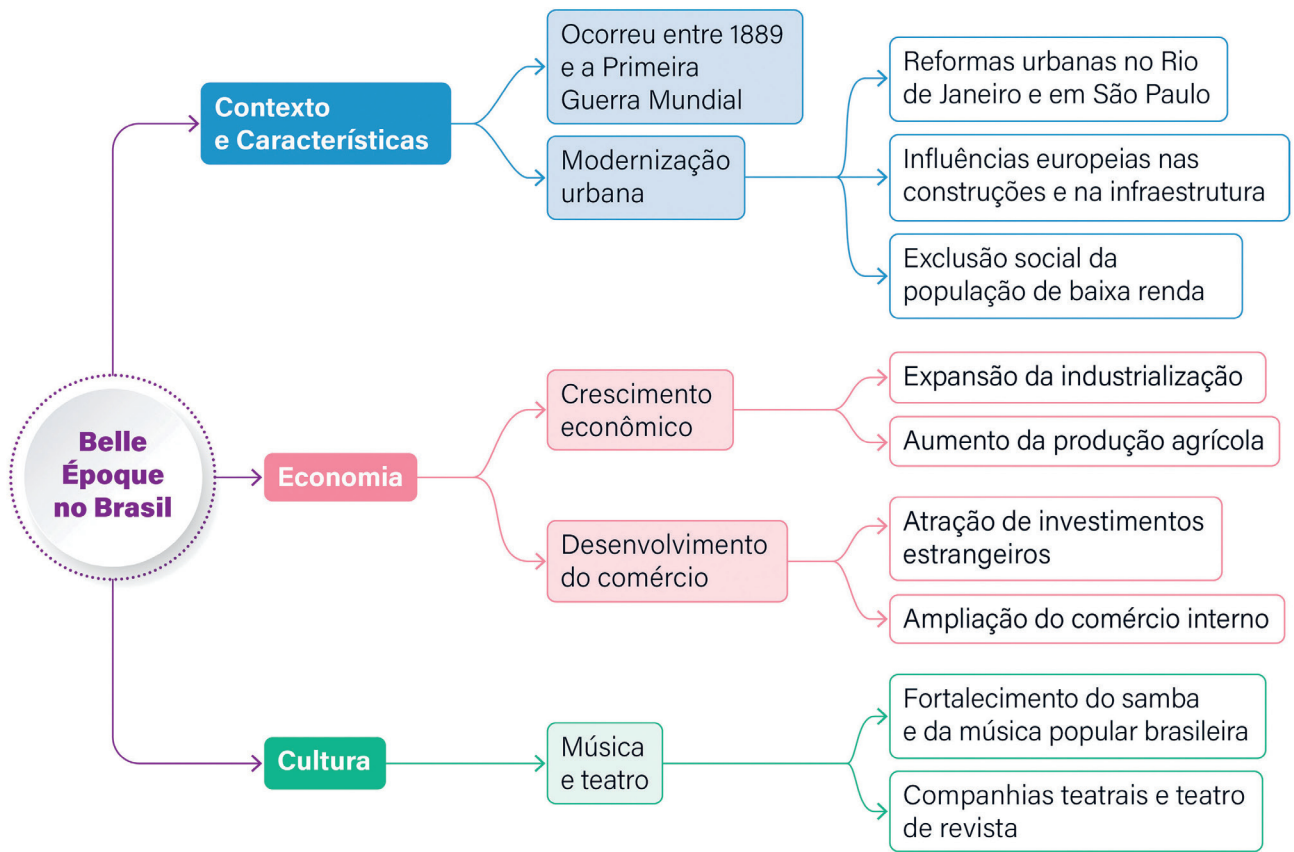 Belle
Époque
no Brasil
Contexto
e Características
Ocorreu entre 1889
e a Primeira
Guerra Mundial
Modernização
urbana
Reformas urbanas no Rio
de Janeiro e em São Paulo
Influências europeias nas
construções e na infraestrutura
Exclusão social da
população de baixa renda
Economia
Crescimento
econômico
Expansão da industrialização
Aumento da produção agrícola
Desenvolvimento
do comércio
Atração de investimentos
estrangeiros
Ampliação do comércio interno
Cultura
Música
e teatro
Fortalecimento do samba
e da música popular brasileira
Companhias teatrais e teatro
de revista